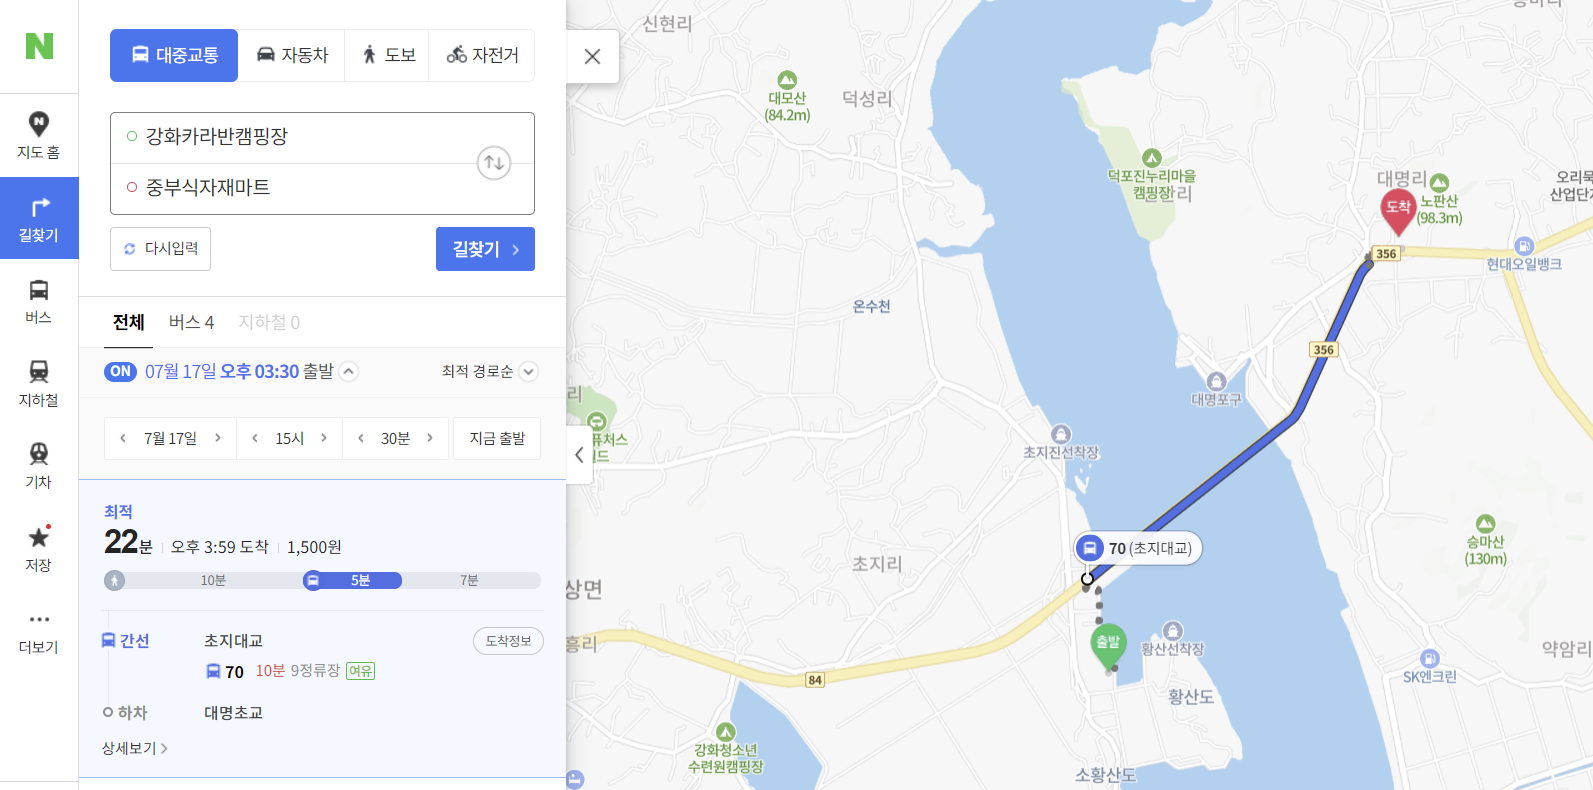 N
지도 홈
길찾기
버스
지하철
기차
저장
더보기
대중교통
자동차
도보
자전거
강화카라반캠핑장
중부식자재마트
다시입력
길찾기
전체
버스 4
지하철 0
ON 07월 17일 오후 03:30 출발
최적 경로순
7월 17일
15시
30분
지금 출발
최적
22분
오후 3:59 도착
1,500원
10분
5분
7분
간선
초지대교
도착정보
70 10분 9정류장 여유
하차
대명초교
상세보기
신현리
대모산
(84.2m)
덕성리
덕포진누리마을
캠핑장
대명리
도착
노판산
(98.3m)
356
현대오일뱅크
온수천
356
대명포구
초지진선착장
70 (초지대교)
초지리
상면
84
출발
황산선착장
황산도
SK엔크린
약암리
승마산
(130m)
강화청소년
수련원캠핑장
소황산도